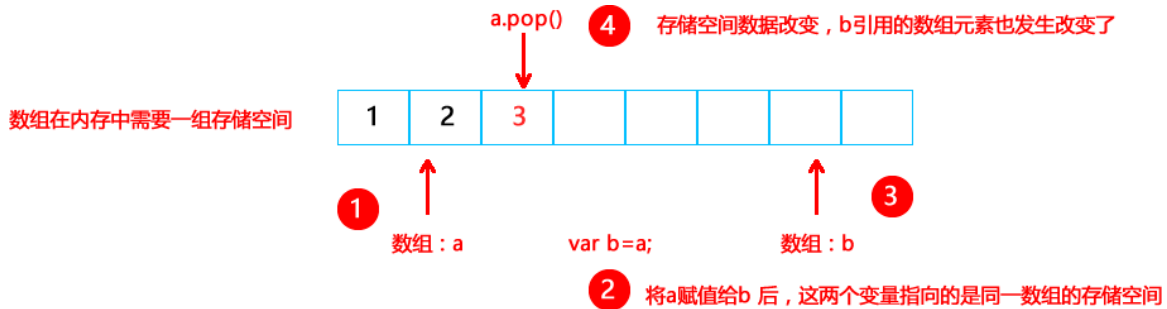 a.pop() 4 存储空间数据改变，b引用的数组元素也发生改变了
数组在内存中需要一组存储空间 1 2 3
1 3
数组：a var b=a; 数组：b
2 将a赋值给b 后，这两个变量指向的是同一数组的存储空间